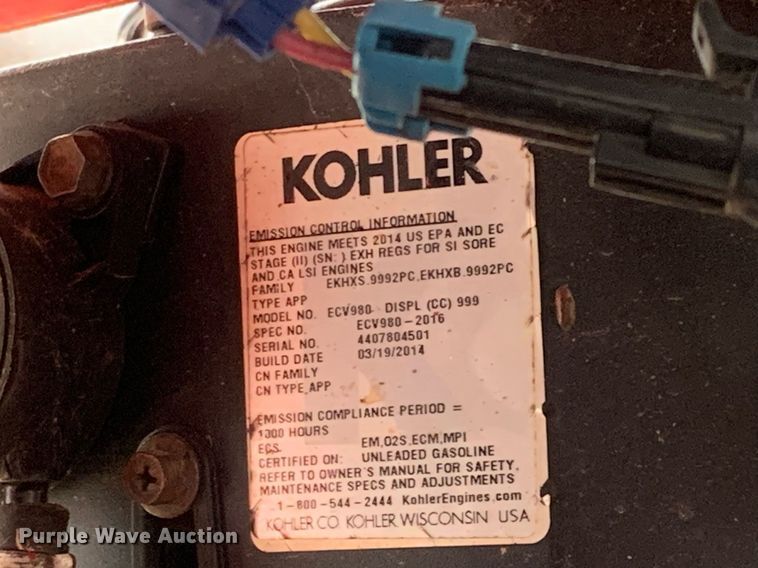 KOHLER
EMISSION CONTROL INFORMATION
THIS ENGINE MEETS 2014 US EPA AND EC
STAGE (II) (SN: ) EXH REGS FOR SI SORE
AND CA LSI ENGINES
FAMILY EKHXS.9992PC,EKHXB.9992PC
TYPE APP
MODEL NO. ECV980 DISPL (CC) 999
SPEC NO. ECV980-2016
SERIAL NO. 4407804501
BUILD DATE 03/19/2014
CN FAMILY
CN TYPE APP
EMISSION COMPLIANCE PERIOD =
1000 HOURS
ECS EM,O2S,ECM,MPI
CERTIFIED ON: UNLEADED GASOLINE
REFER TO OWNER'S MANUAL FOR SAFETY,
MAINTENANCE SPECS AND ADJUSTMENTS
1-800-544-2444 KohlerEngines.com
KOHLER CO. KOHLER WISCONSIN USA
Purple Wave Auction